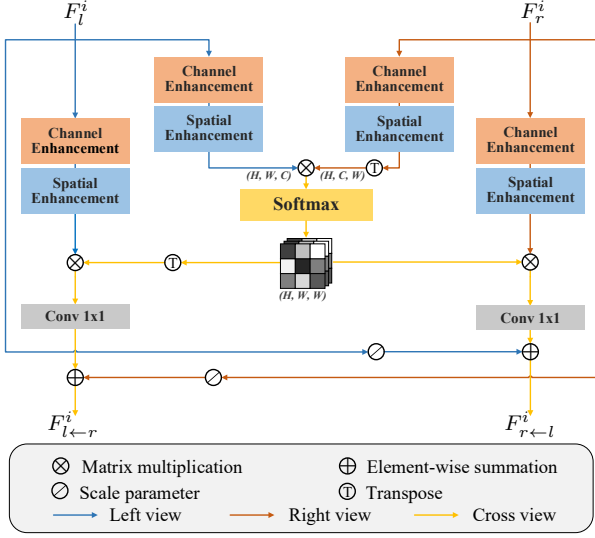 F_l^i
F_r^i
Channel
Enhancement
Channel
Enhancement
Channel
Enhancement
Spatial
Enhancement
Spatial
Enhancement
Channel
Enhancement
Spatial
Enhancement
Spatial
Enhancement
(H, W, C)
(H, C, W)
T
Softmax
T
(H, W, W)
Conv 1x1
Conv 1x1
F_{l←r}^i
F_{r←l}^i
Matrix multiplication
Element-wise summation
Scale parameter
T Transpose
Left view
Right view
Cross view